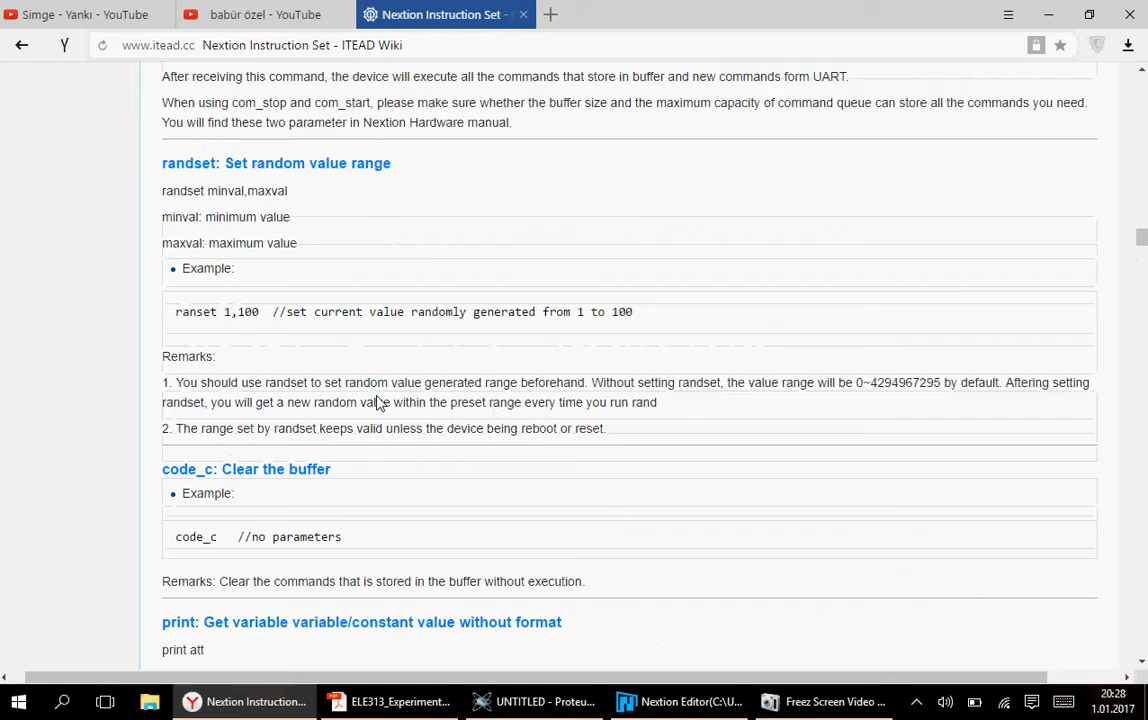 Simge - Yankı - YouTube
babür özel - YouTube
Nextion Instruction Set -
www.itead.cc Nextion Instruction Set - ITEAD Wiki
After receiving this command, the device will execute all the commands that store in buffer and new commands form UART.
When using com_stop and com_start, please make sure whether the buffer size and the maximum capacity of command queue can store all the commands you need.
You will find these two parameter in Nextion Hardware manual.
randset: Set random value range
randset minval,maxval
minval: minimum value
maxval: maximum value
Example:
ranset 1,100 //set current value randomly generated from 1 to 100
Remarks:
1. You should use randset to set random value generated range beforehand. Without setting randset, the value range will be 0~4294967295 by default. Aftering setting
randset, you will get a new random value within the preset range every time you run rand
2. The range set by randset keeps valid unless the device being reboot or reset.
code_c: Clear the buffer
Example:
code_c //no parameters
Remarks: Clear the commands that is stored in the buffer without execution.
print: Get variable variable/constant value without format
print att
Nextion Instruction...
ELE313_Experiment...
UNTITLED - Proteu...
Nextion Editor(C:\U...
Freez Screen Video ...
20:28
1.01.2017